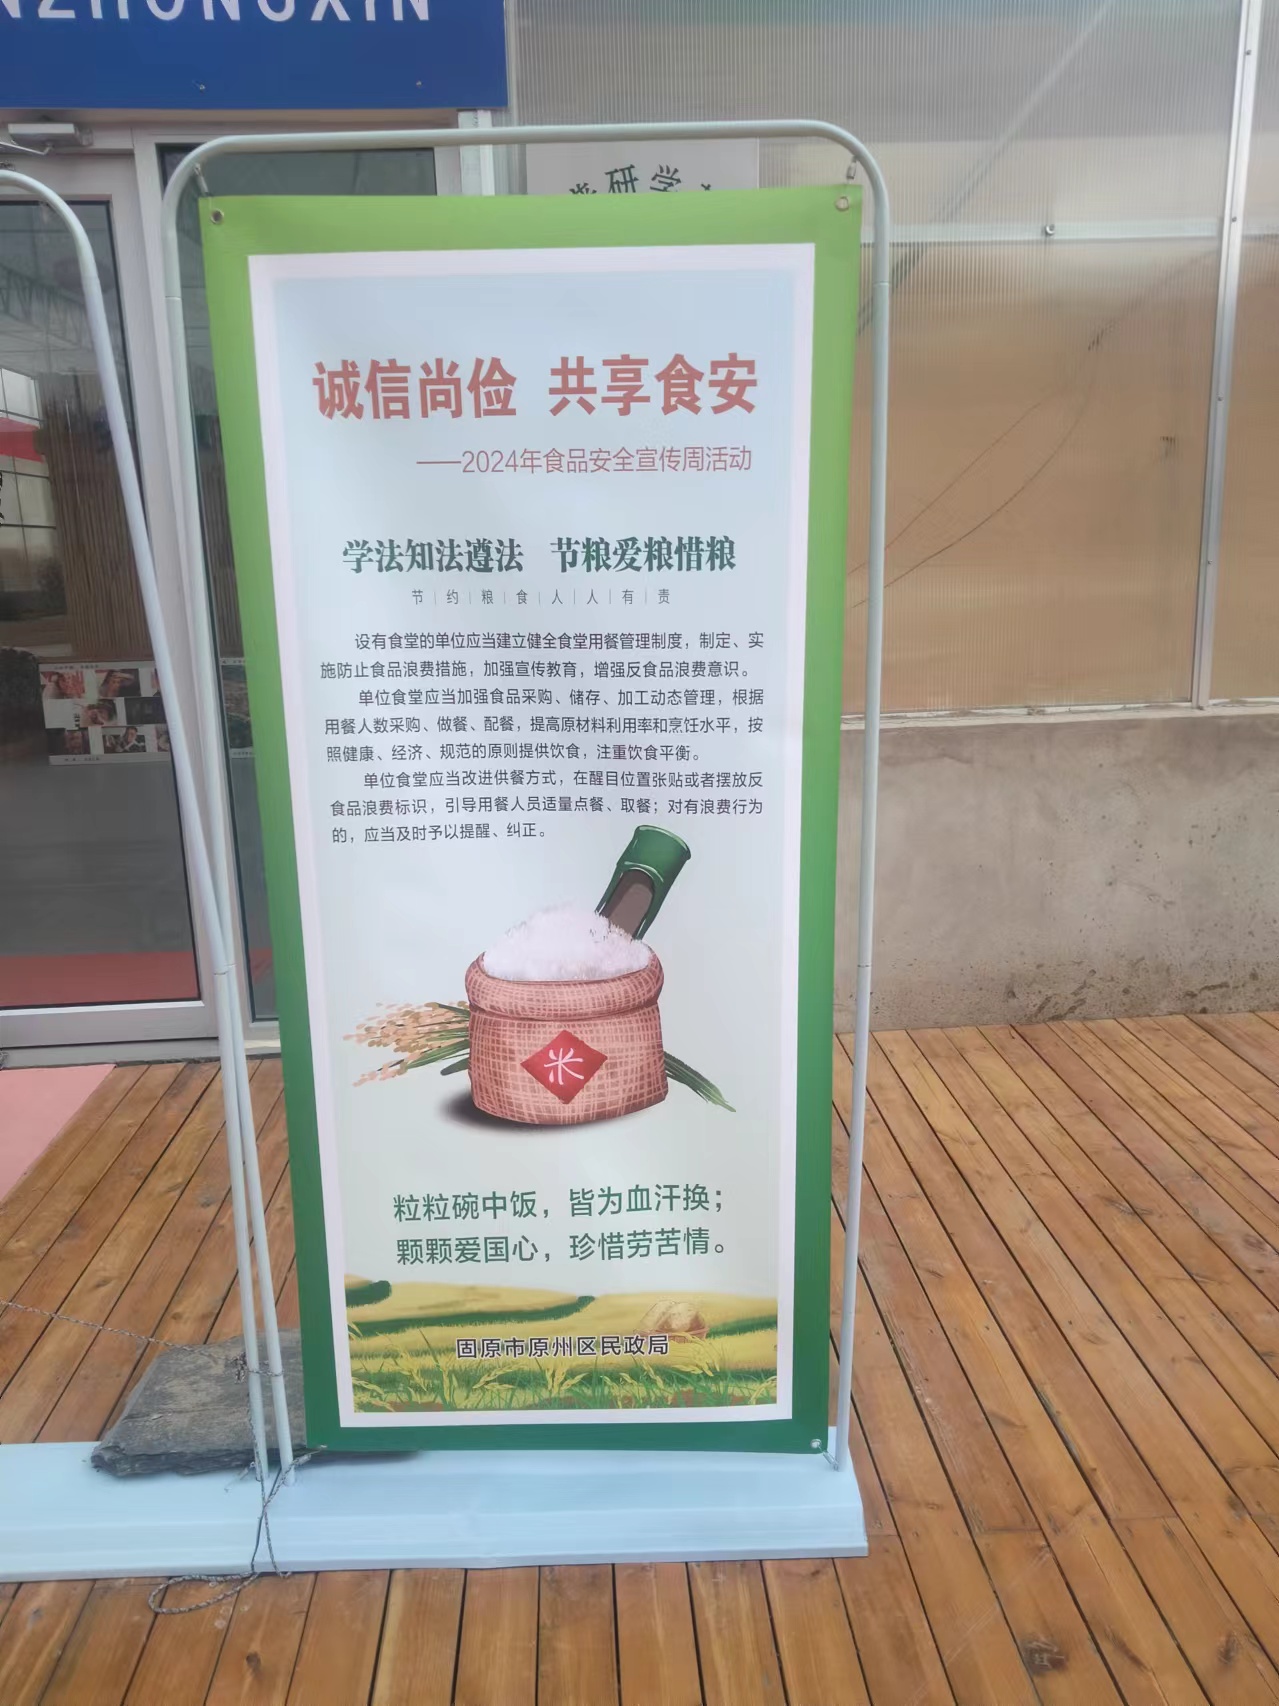 NZHONGXIN
研学
诚信尚俭 共享食安
——2024年食品安全宣传周活动
学法知法遵法 节粮爱粮惜粮
节|约|粮|食|人|人|有|责
设有食堂的单位应当建立健全食堂用餐管理制度，制定、实
施防止食品浪费措施，加强宣传教育，增强反食品浪费意识。
单位食堂应当加强食品采购、储存、加工动态管理，根据
用餐人数采购、做餐、配餐，提高原材料利用率和烹饪水平，按
照健康、经济、规范的原则提供饮食，注重饮食平衡。
单位食堂应当改进供餐方式，在醒目位置张贴或者摆放反
食品浪费标识，引导用餐人员适量点餐、取餐；对有浪费行为
的，应当及时予以提醒、纠正。
米
粒粒碗中饭，皆为血汗换；
颗颗爱国心，珍惜劳苦情。
固原市原州区民政局